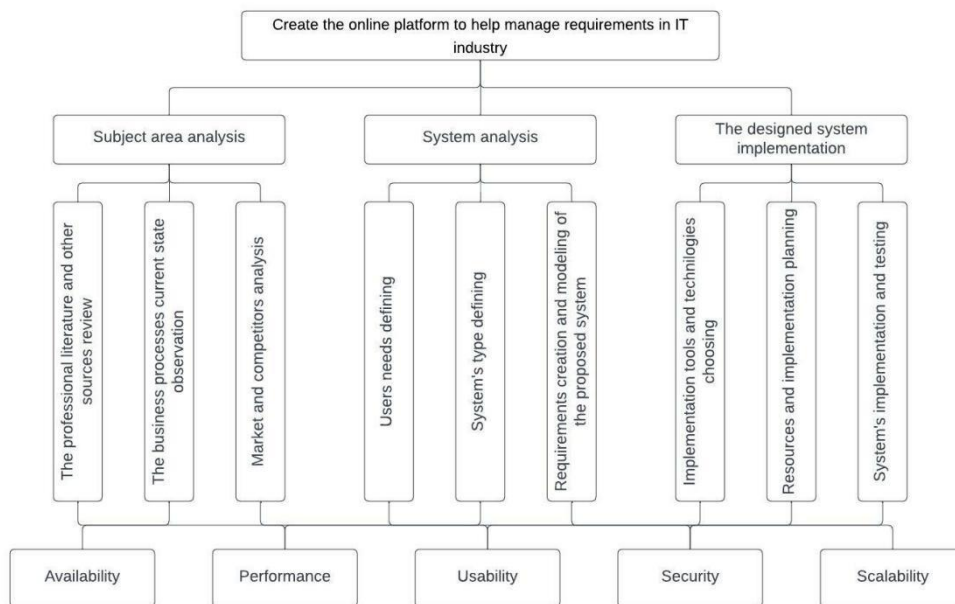 Create the online platform to help manage requirements in IT
industry
Subject area analysis
System analysis
The designed system
implementation
The professional literature and other
sources review
The business processes current state
observation
Market and competitors analysis
Users needs defining
System's type defining
Requirements creation and modeling of
the proposed system
Implementation tools and technilogies
choosing
Resources and implementation planning
System's implementation and testing
Availability
Performance
Usability
Security
Scalability